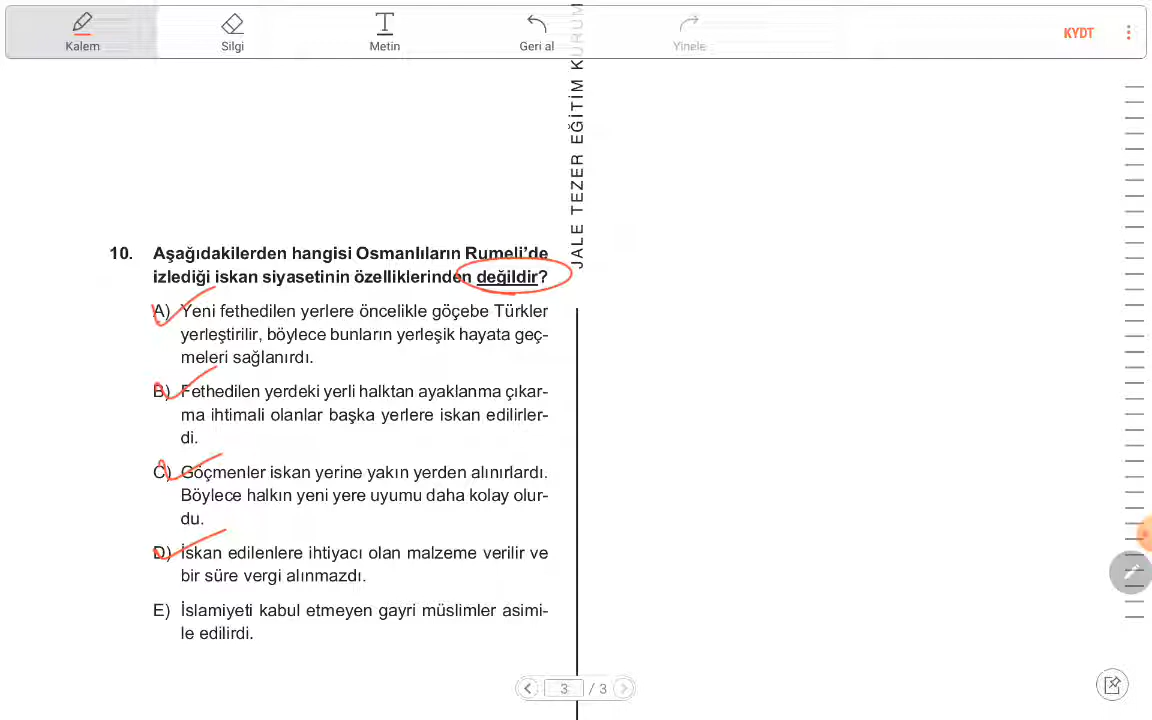 Kalem
Silgi
Metin
Geri al
Yinele
KYDT
JALE TEZER EĞİTİM KURUM
10. Aşağıdakilerden hangisi Osmanlıların Rumeli'de
izlediği iskan siyasetinin özelliklerinden değildir?
A) Yeni fethedilen yerlere öncelikle göçebe Türkler
yerleştirilir, böylece bunların yerleşik hayata geç-
meleri sağlanırdı.
B) Fethedilen yerdeki yerli halktan ayaklanma çıkar-
ma ihtimali olanlar başka yerlere iskan edilirler-
di.
C) Göçmenler iskan yerine yakın yerden alınırlardı.
Böylece halkın yeni yere uyumu daha kolay olur-
du.
D) İskan edilenlere ihtiyacı olan malzeme verilir ve
bir süre vergi alınmazdı.
E) İslamiyeti kabul etmeyen gayri müslimler asimi-
le edilirdi.
3 / 3